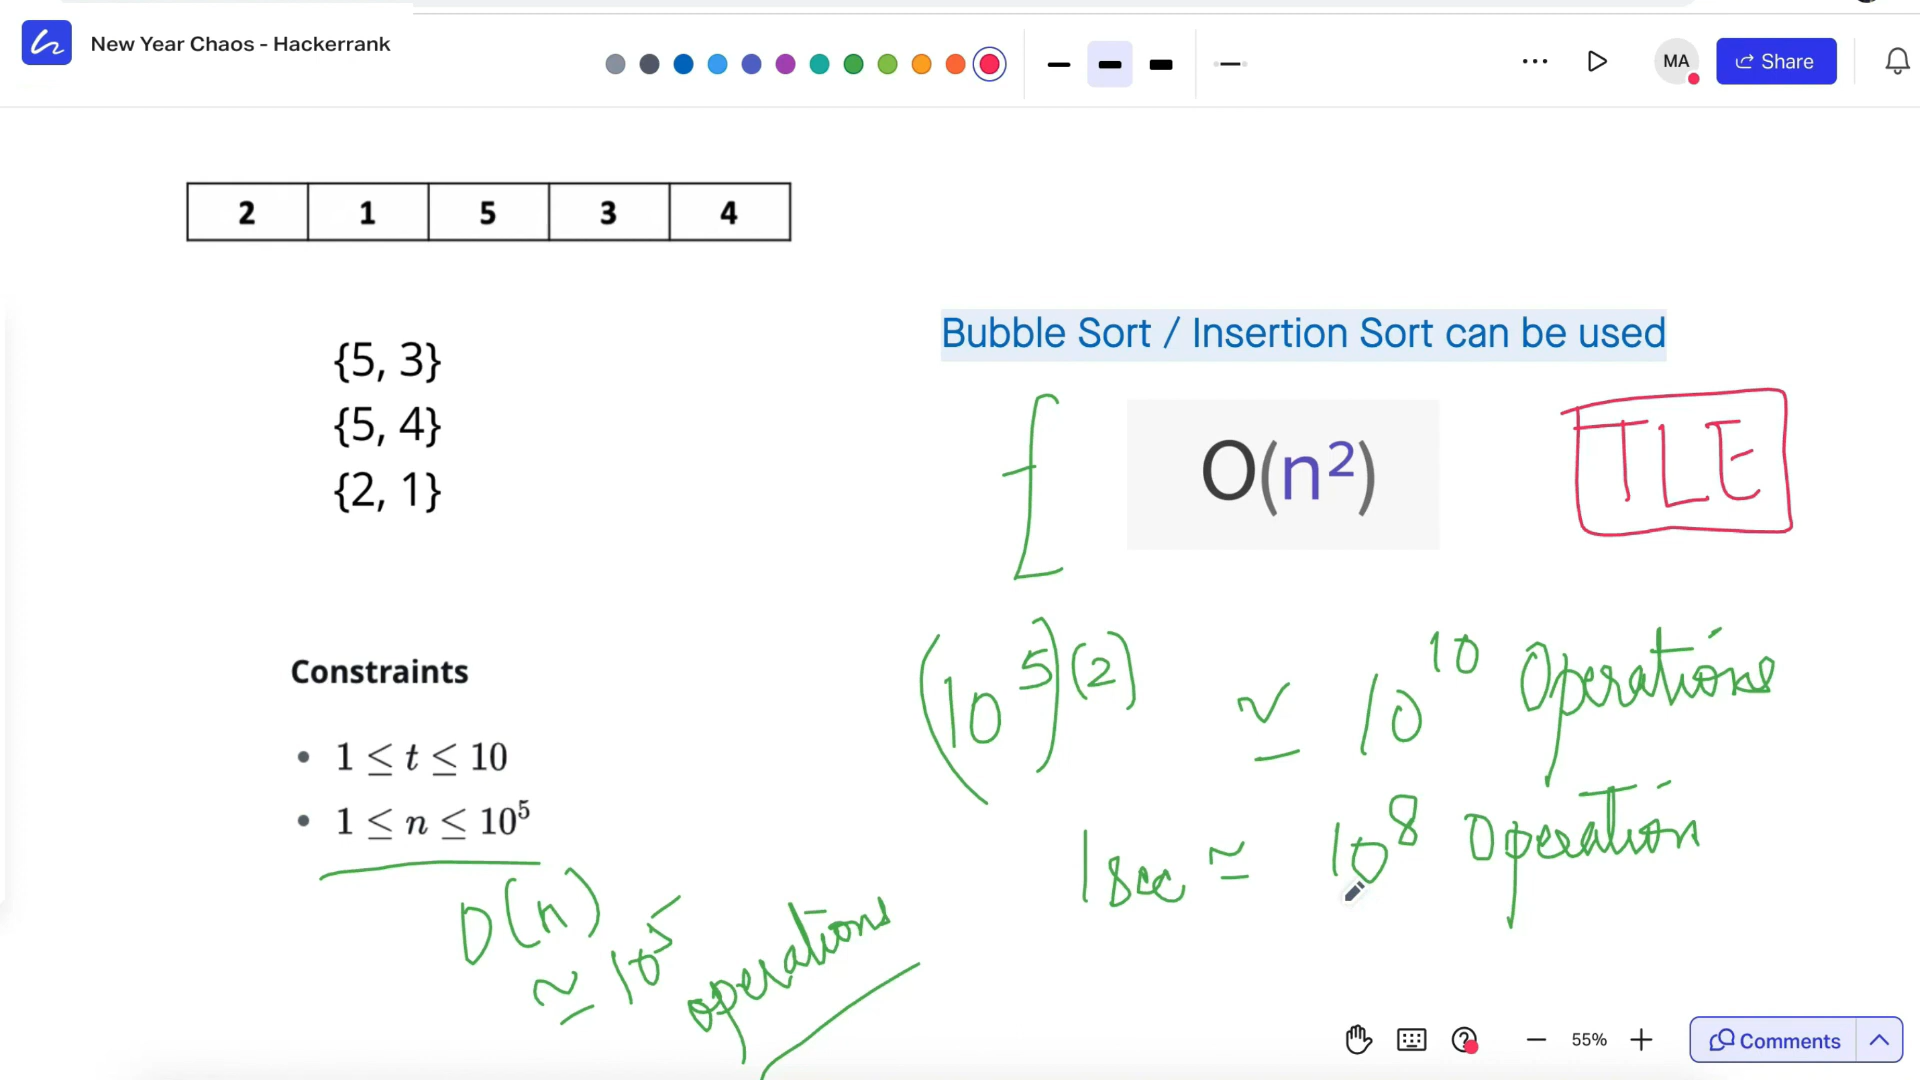 New Year Chaos - Hackerrank
MA
Share
2 1 5 3 4
{5, 3}
{5, 4}
{2, 1}
Bubble Sort / Insertion Sort can be used
O(n²)
TLE
(10⁵)⁽²⁾ ≃ 10¹⁰ Operations
1 sec ≃ 10⁸ Operation
Constraints
• 1 ≤ t ≤ 10
• 1 ≤ n ≤ 10⁵
O(n)
≃ 10⁵ operations
55%
Comments